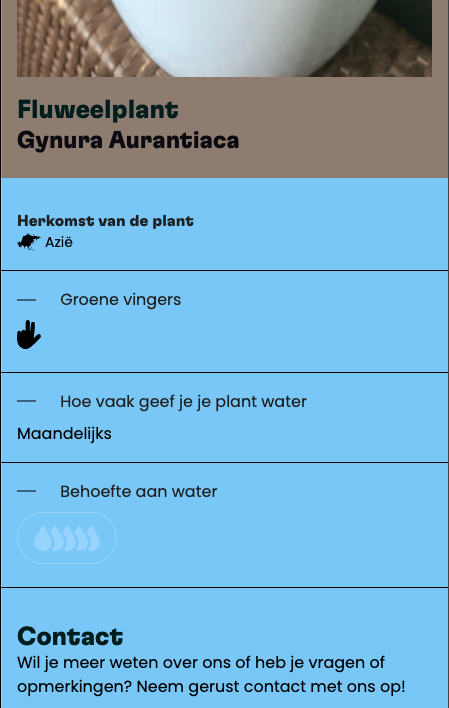 Fluweelplant
Gynura Aurantiaca
Herkomst van de plant
Azië
Groene vingers
Hoe vaak geef je je plant water
Maandelijks
Behoefte aan water
Contact
Wil je meer weten over ons of heb je vragen of
opmerkingen? Neem gerust contact met ons op!